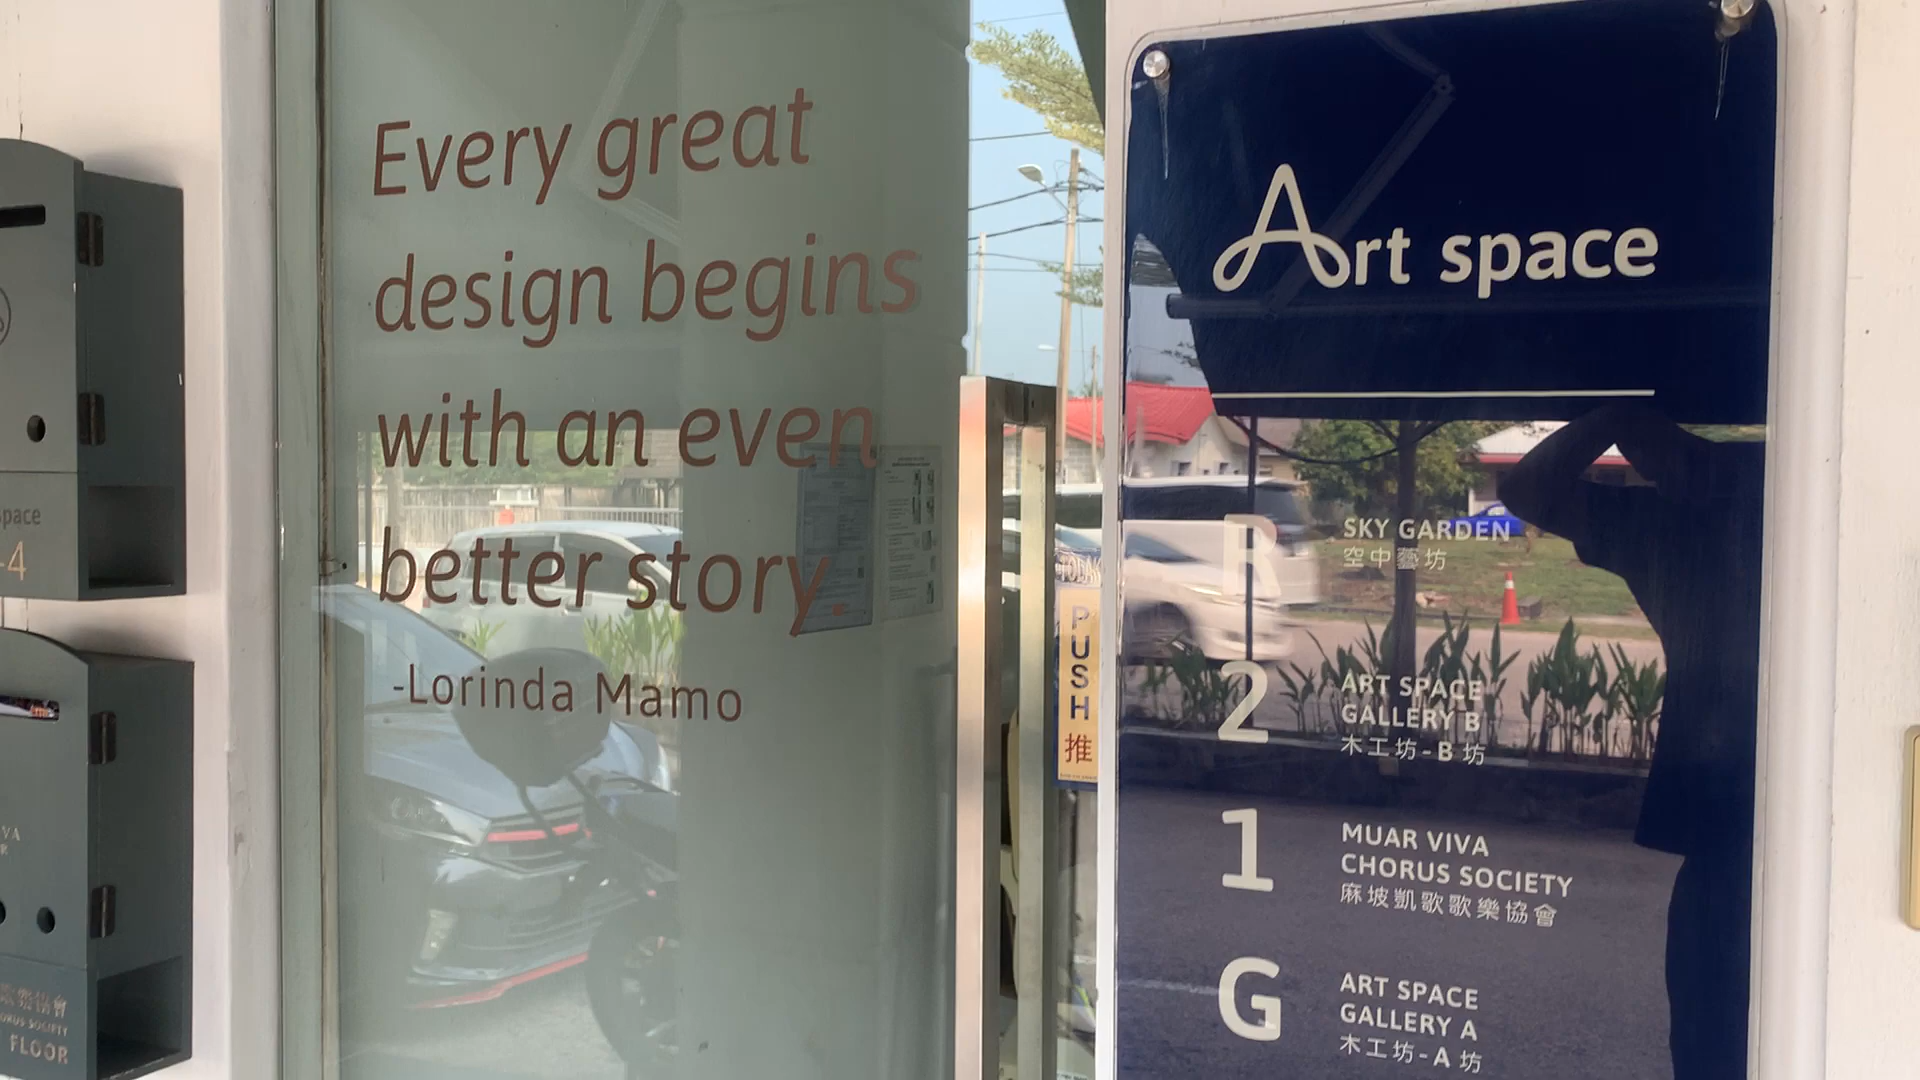 Every great
design begins
with an even
better story.
-Lorinda Mamo
PUSH
推
Art space
R
SKY GARDEN
空中藝坊
2
ART SPACE
GALLERY B
木工坊-B坊
1
MUAR VIVA
CHORUS SOCIETY
麻坡凱歌歌樂協會
G
ART SPACE
GALLERY A
木工坊-A坊
-4
FLOOR